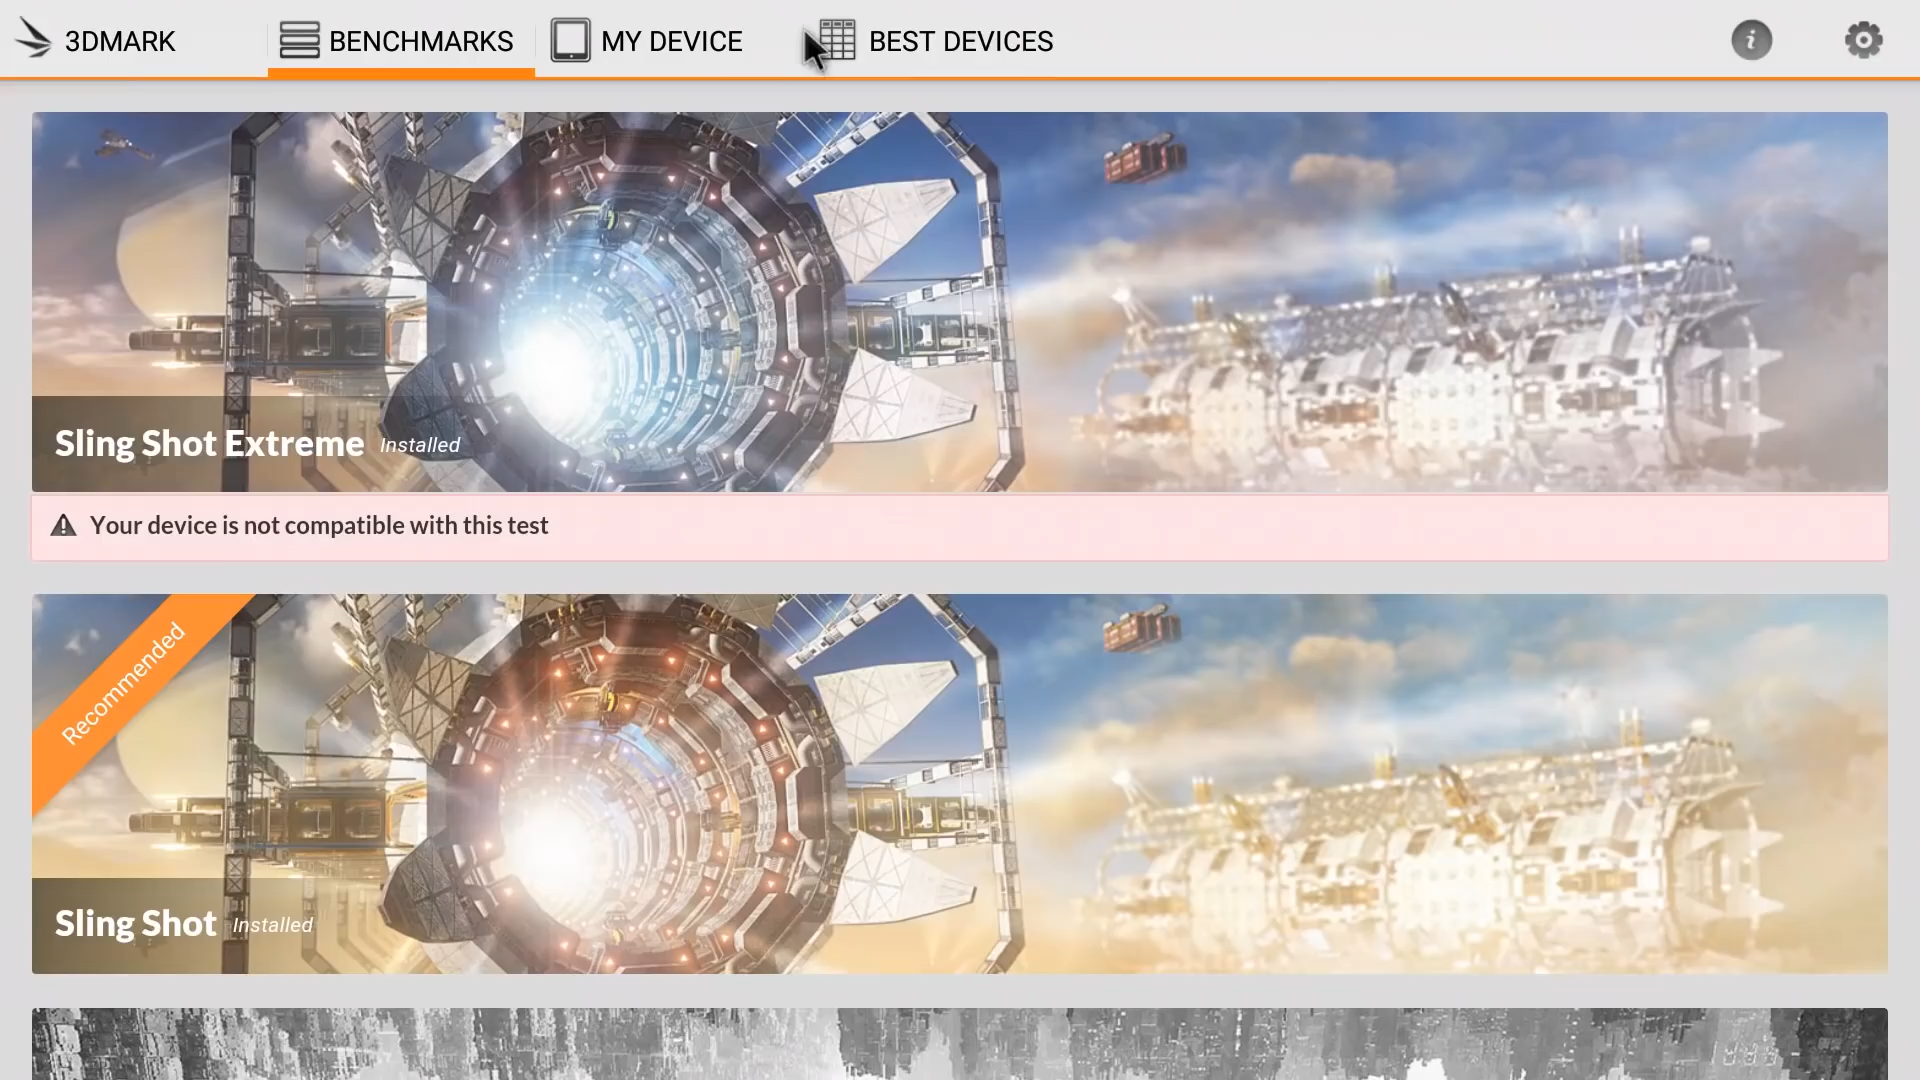 3DMARK
BENCHMARKS
MY DEVICE
BEST DEVICES
Sling Shot Extreme Installed
Your device is not compatible with this test
Recommended
Sling Shot Installed